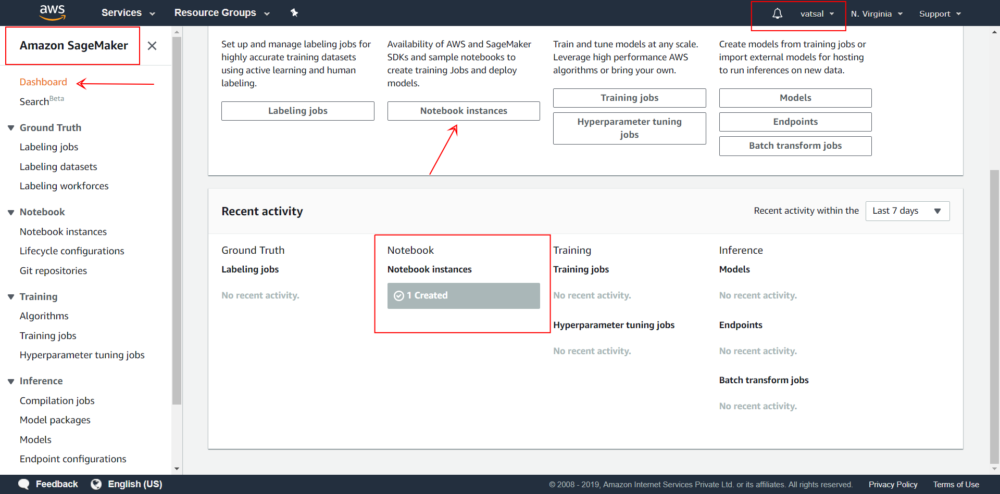 aws
Services
Resource Groups
vatsal
N. Virginia
Support
Amazon SageMaker
Dashboard
Search Beta
Ground Truth
Labeling jobs
Labeling datasets
Labeling workforces
Notebook
Notebook instances
Lifecycle configurations
Git repositories
Training
Algorithms
Training jobs
Hyperparameter tuning jobs
Inference
Compilation jobs
Model packages
Models
Endpoint configurations
Set up and manage labeling jobs for
highly accurate training datasets
using active learning and human
labeling.
Labeling jobs
Availability of AWS and SageMaker
SDKs and sample notebooks to
create training Jobs and deploy
models.
Notebook instances
Train and tune models at any scale.
Leverage high performance AWS
algorithms or bring your own.
Training jobs
Hyperparameter tuning
jobs
Create models from training jobs or
import external models for hosting
to run inferences on new data.
Models
Endpoints
Batch transform jobs
Recent activity
Recent activity within the
Last 7 days
Ground Truth
Labeling jobs
No recent activity.
Notebook
Notebook instances
1 Created
Training
Training jobs
No recent activity.
Hyperparameter tuning jobs
No recent activity.
Inference
Models
No recent activity.
Endpoints
No recent activity.
Batch transform jobs
No recent activity.
Feedback
English (US)
© 2008 - 2019, Amazon Internet Services Private Ltd. or its affiliates. All rights reserved.
Privacy Policy
Terms of Use